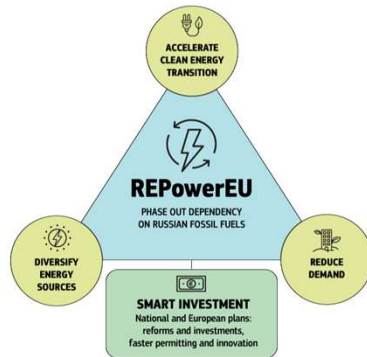 ACCELERATE
CLEAN ENERGY
TRANSITION
REPowerEU
PHASE OUT DEPENDENCY
ON RUSSIAN FOSSIL FUELS
DIVERSIFY
ENERGY
SOURCES
REDUCE
DEMAND
SMART INVESTMENT
National and European plans:
reforms and investments,
faster permitting and innovation